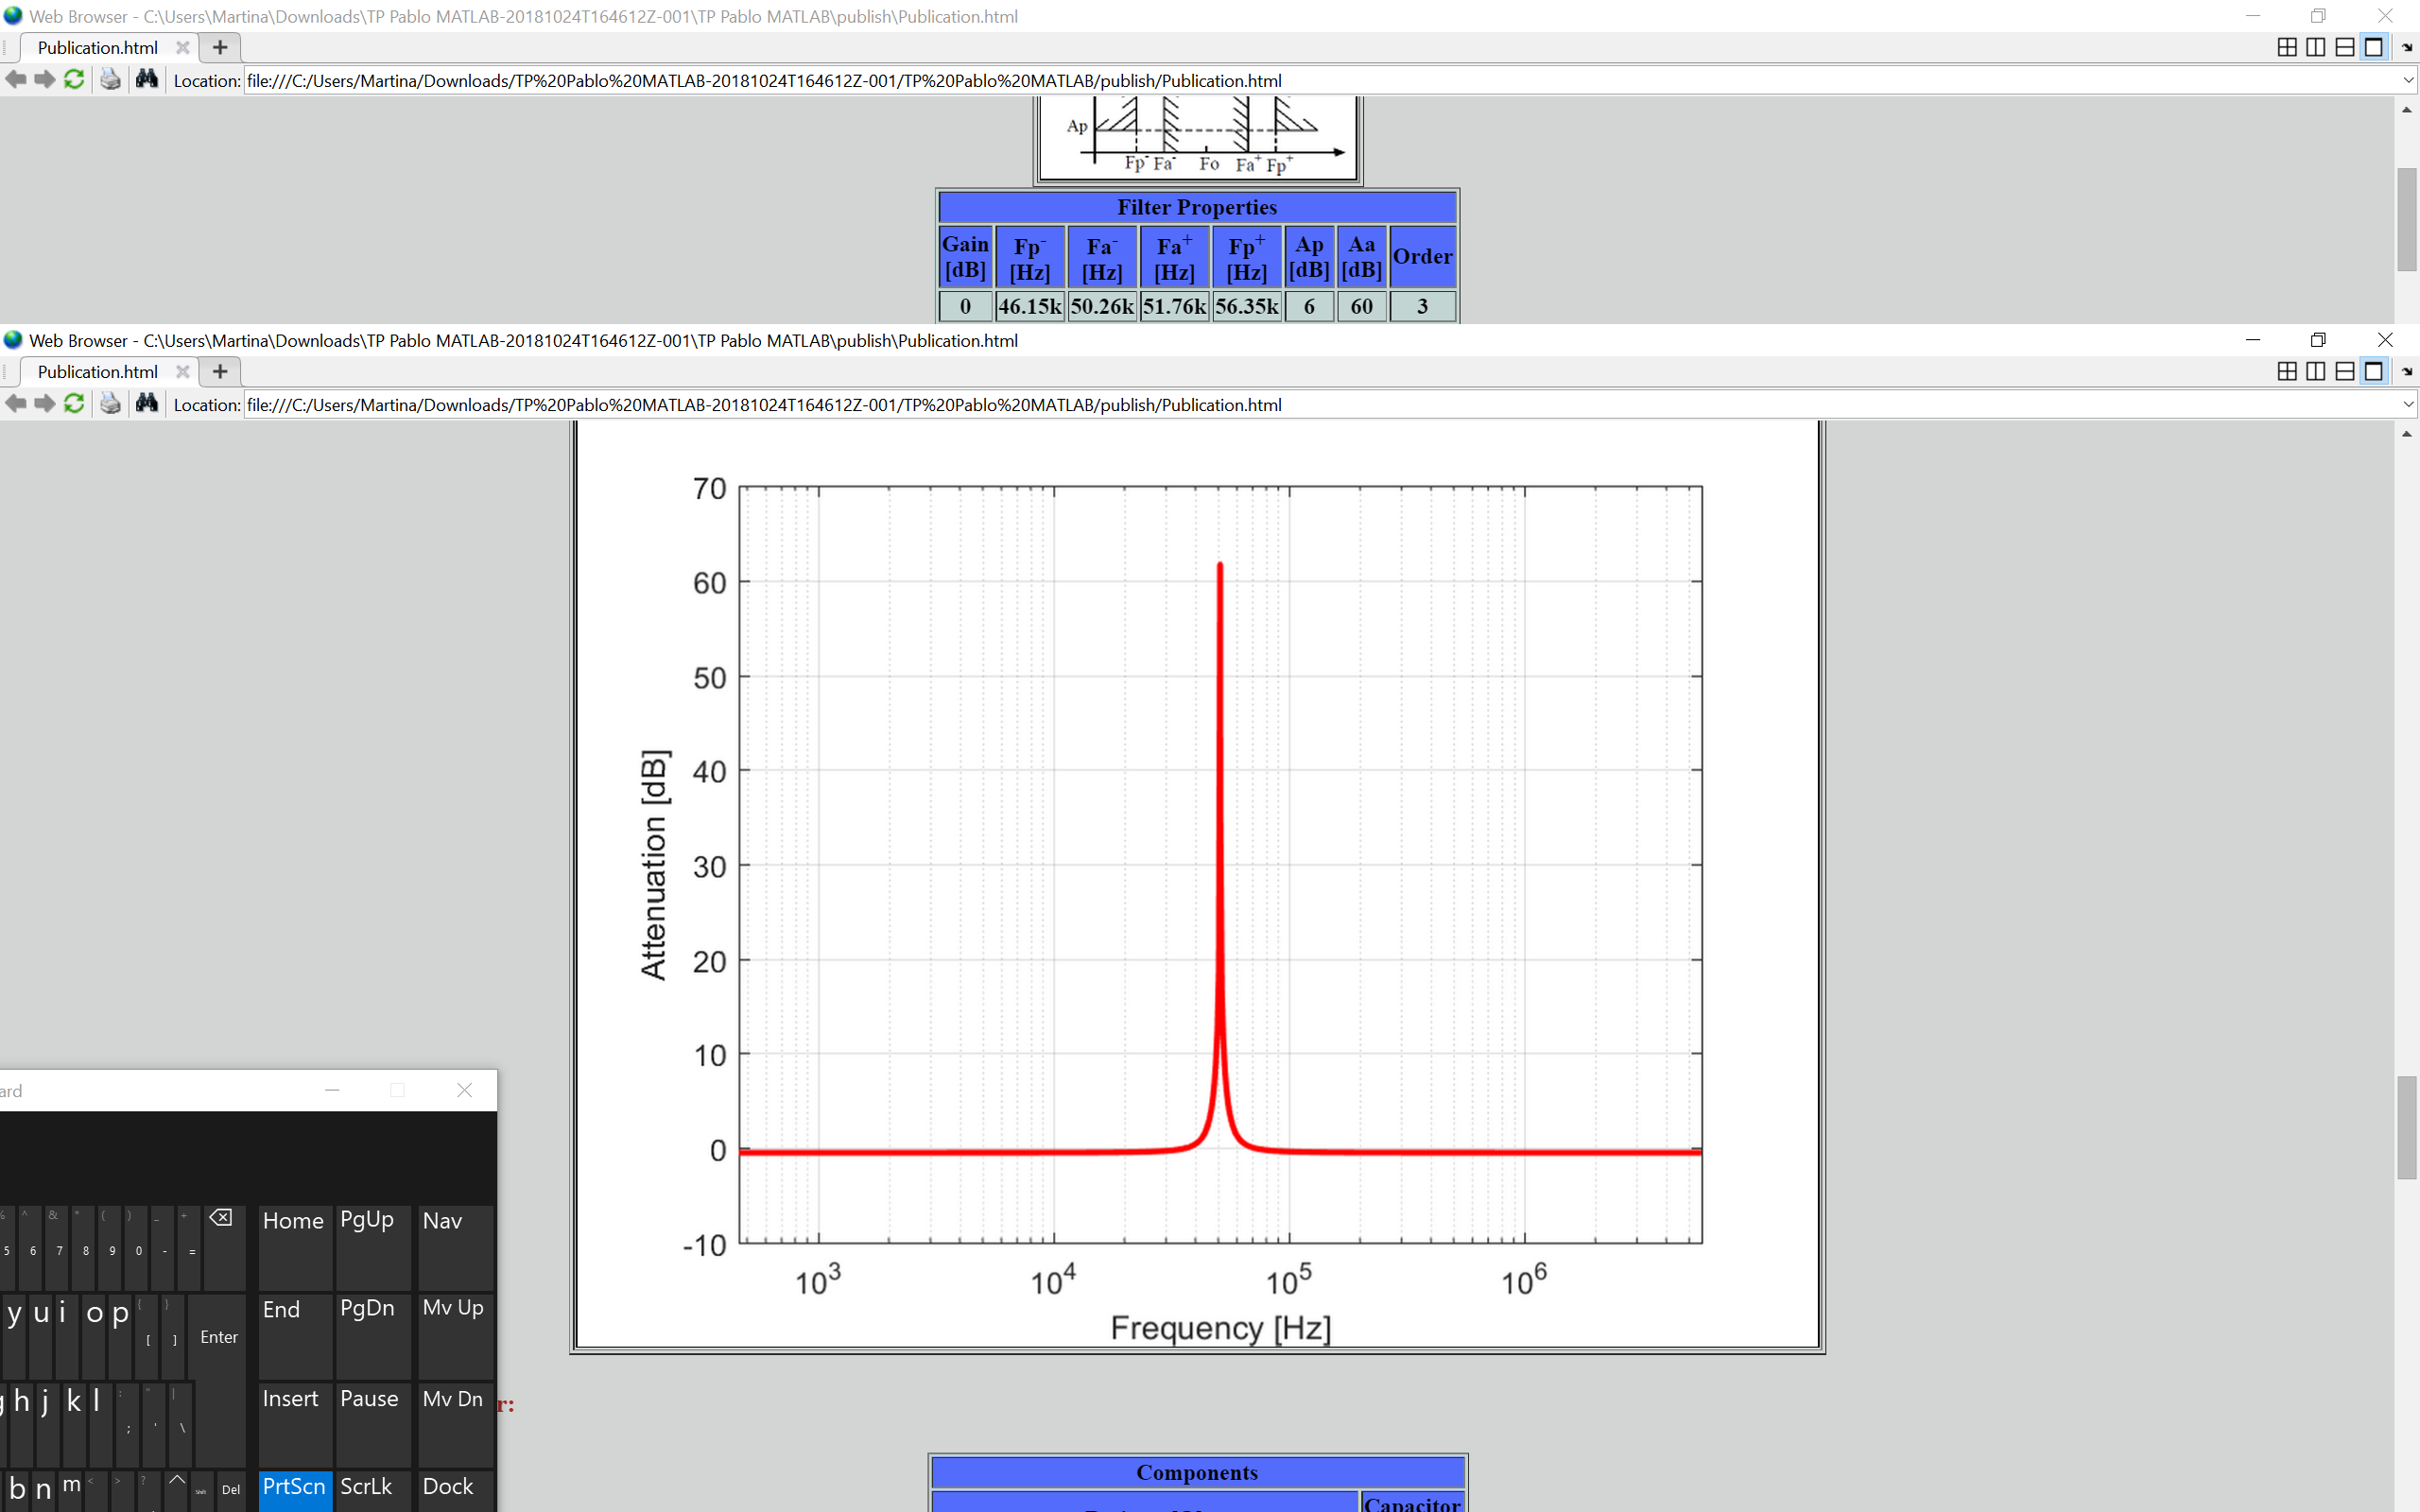 Web Browser - C:\Users\Martina\Downloads\TP Pablo MATLAB-20181024T164612Z-001\TP Pablo MATLAB\publish\Publication.html
Publication.html
Location: file:///C:/Users/Martina/Downloads/TP%20Pablo%20MATLAB-20181024T164612Z-001/TP%20Pablo%20MATLAB/publish/Publication.html
Ap
Fp- Fa- Fo Fa+ Fp+
Filter Properties
Gain [dB] Fp- [Hz] Fa- [Hz] Fa+ [Hz] Fp+ [Hz] Ap [dB] Aa [dB] Order
0 46.15k 50.26k 51.76k 56.35k 6 60 3
Web Browser - C:\Users\Martina\Downloads\TP Pablo MATLAB-20181024T164612Z-001\TP Pablo MATLAB\publish\Publication.html
Publication.html
Location: file:///C:/Users/Martina/Downloads/TP%20Pablo%20MATLAB-20181024T164612Z-001/TP%20Pablo%20MATLAB/publish/Publication.html
70
60
50
40
30
20
10
0
-10
Attenuation [dB]
10^3 10^4 10^5 10^6
Frequency [Hz]
ard
^ & * ( ) _ +
5 6 7 8 9 0 - =
Home PgUp Nav
y u i o p { [ } ] Enter
End PgDn Mv Up
h j k l : ; " ' | \
Insert Pause Mv Dn
r:
b n m < > ? Del
PrtScn ScrLk Dock
Components
Capacitor